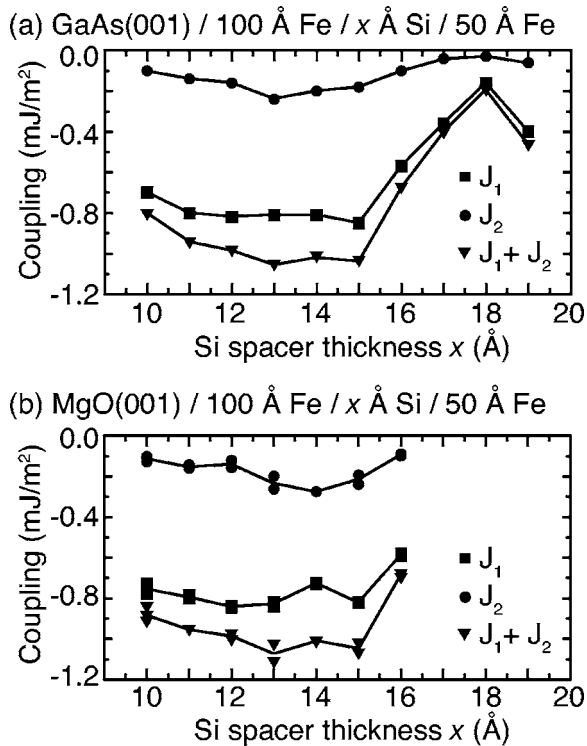 (a) GaAs(001) / 100 Å Fe / x Å Si / 50 Å Fe
0.0
-0.4
-0.8
-1.2
Coupling (mJ/m²)
J₁
J₂
J₁ + J₂
10 12 14 16 18 20
Si spacer thickness x (Å)
(b) MgO(001) / 100 Å Fe / x Å Si / 50 Å Fe
0.0
-0.4
-0.8
-1.2
Coupling (mJ/m²)
J₁
J₂
J₁ + J₂
10 12 14 16 18 20
Si spacer thickness x (Å)